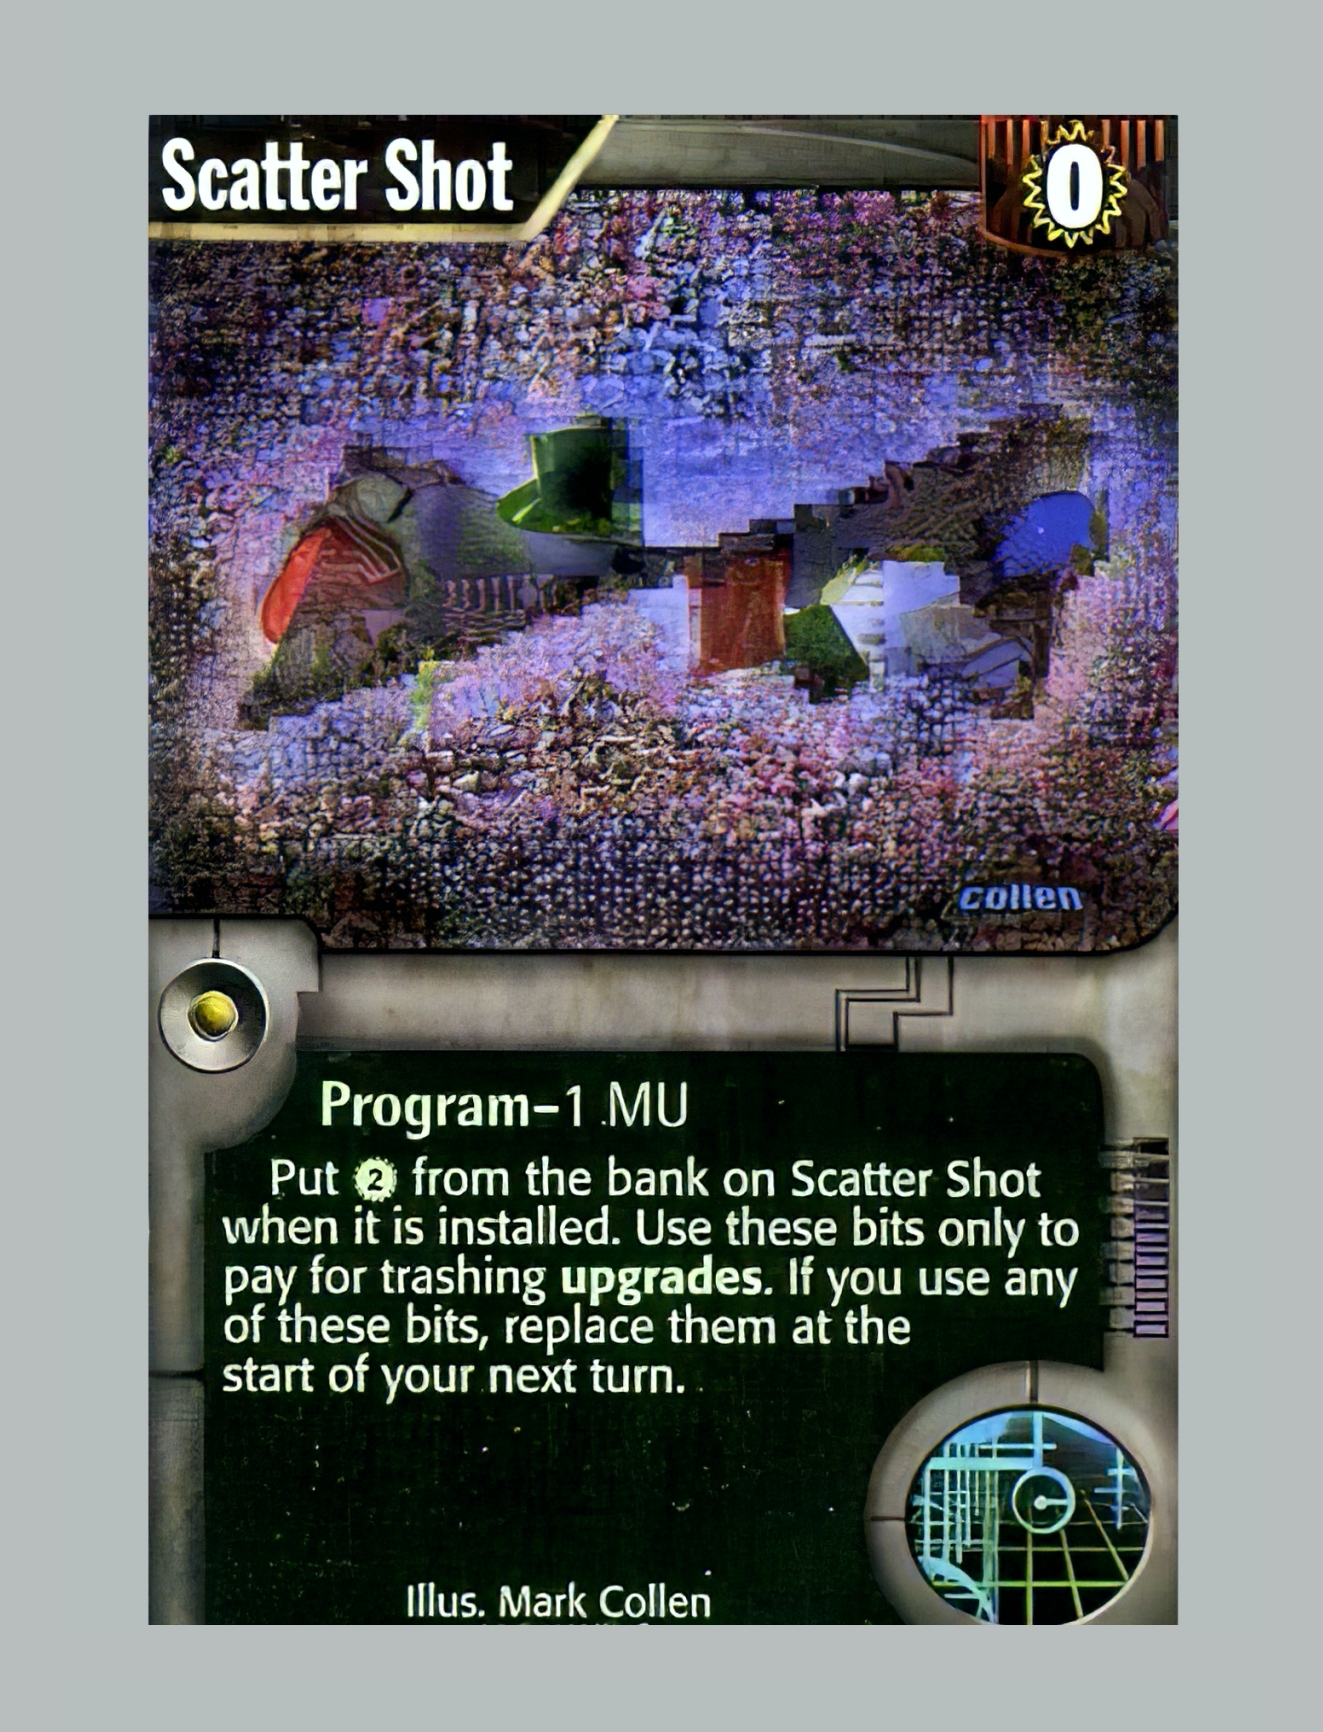 Scatter Shot
0
collen
Program–1 MU
Put 2 from the bank on Scatter Shot
when it is installed. Use these bits only to
pay for trashing upgrades. If you use any
of these bits, replace them at the
start of your next turn.
Illus. Mark Collen